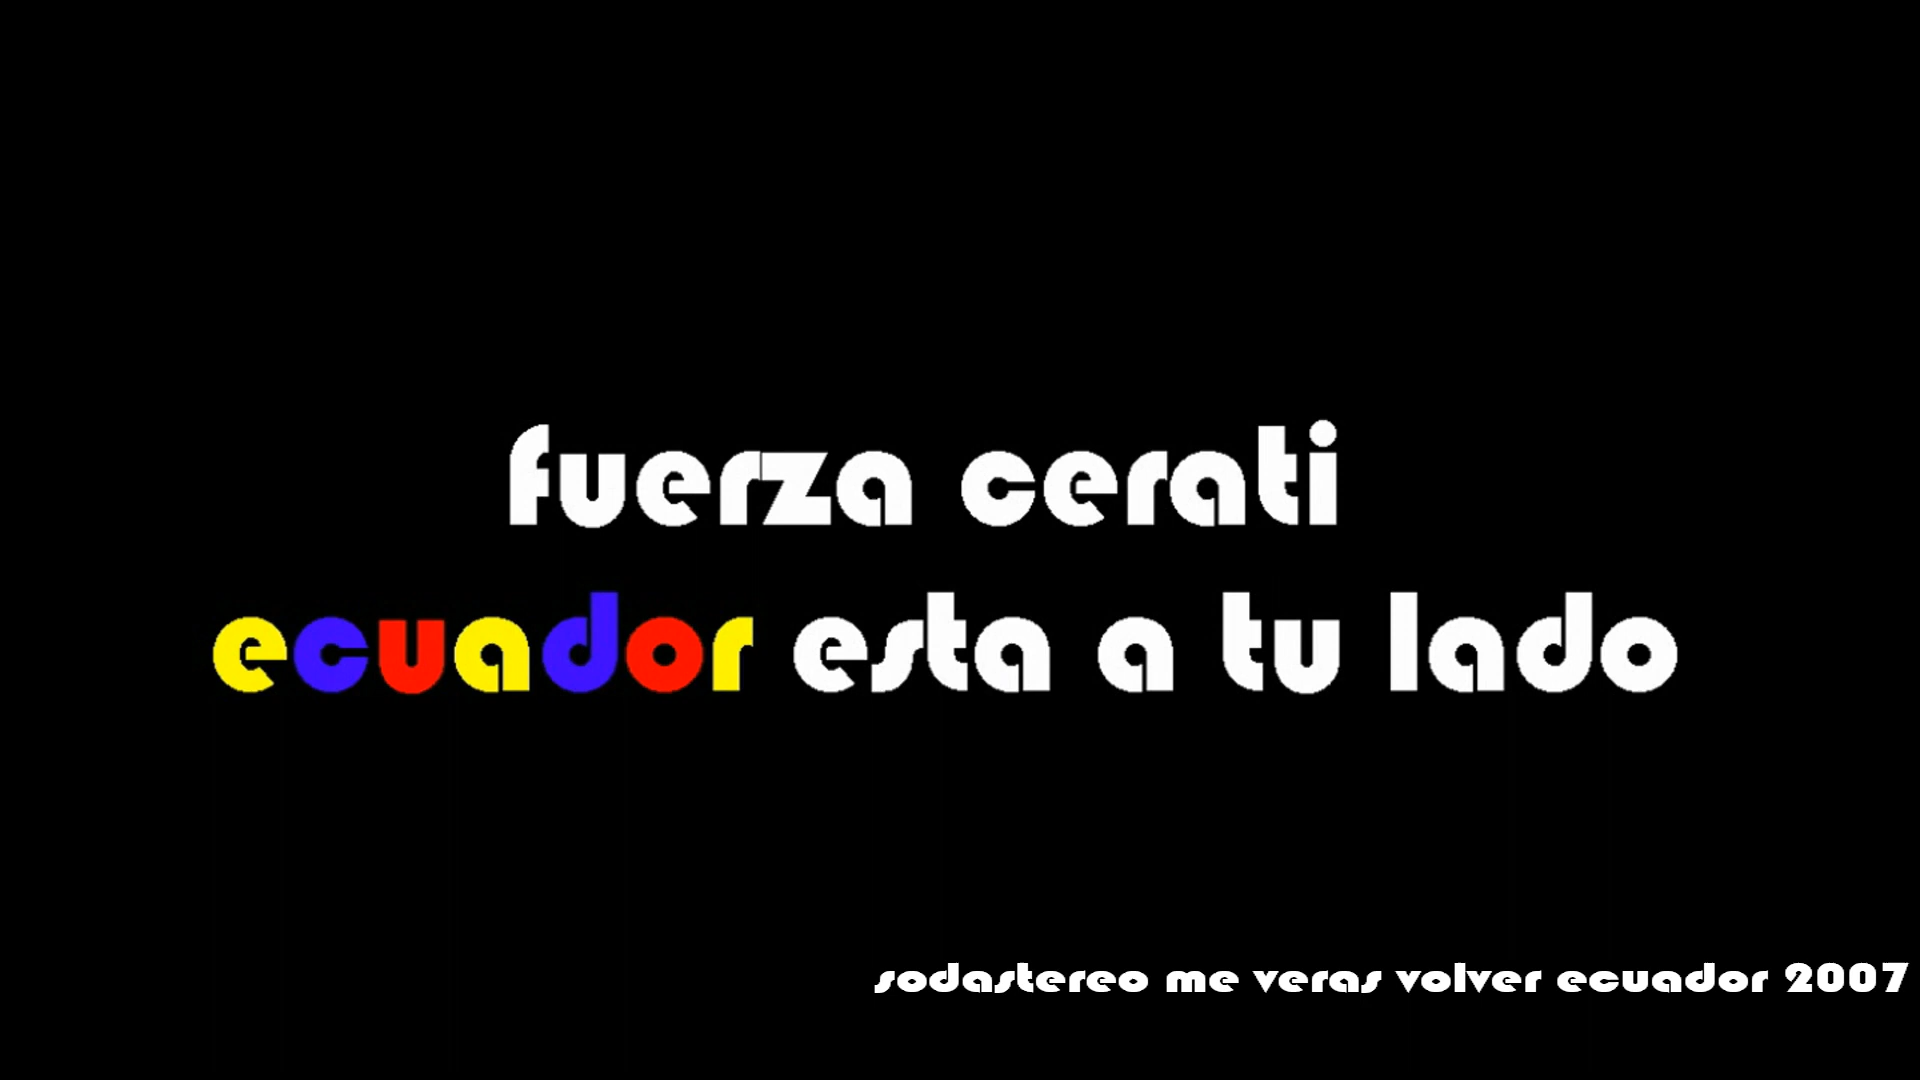 fuerza cerati
ecuador esta a tu lado
sodastereo me veras volver ecuador 2007